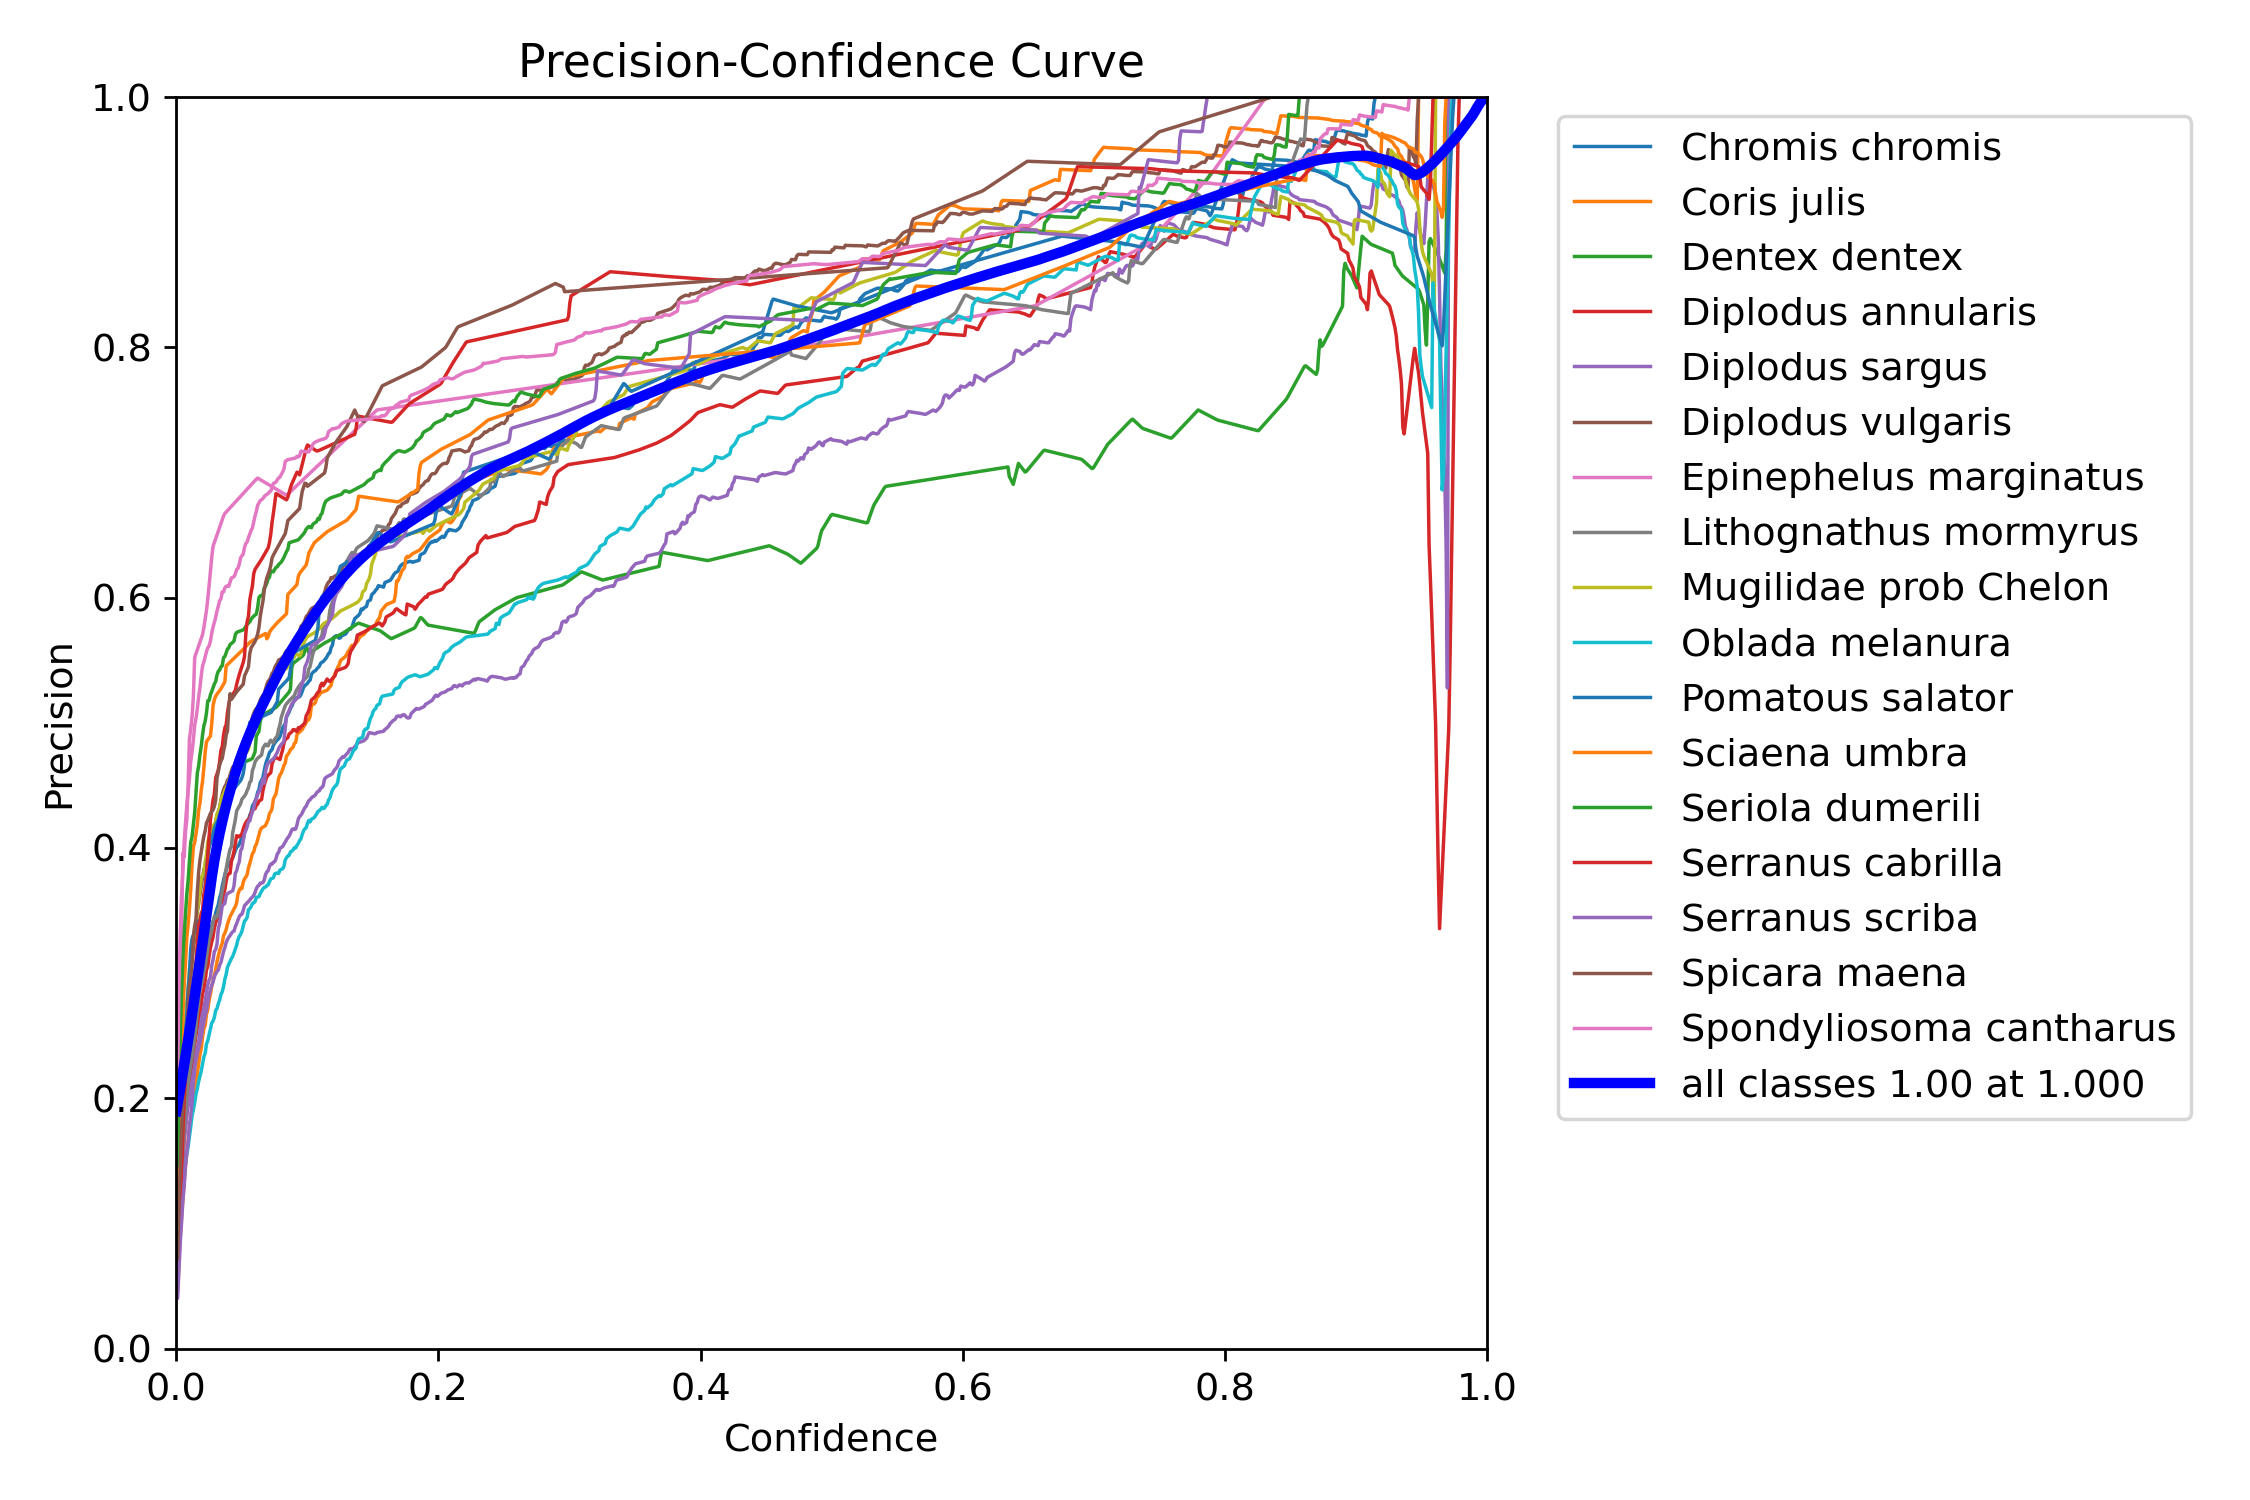 Precision-Confidence Curve
1.0
0.8
0.6
0.4
0.2
0.0
Precision
0.0 0.2 0.4 0.6 0.8 1.0
Confidence
Chromis chromis
Coris julis
Dentex dentex
Diplodus annularis
Diplodus sargus
Diplodus vulgaris
Epinephelus marginatus
Lithognathus mormyrus
Mugilidae prob Chelon
Oblada melanura
Pomatous salator
Sciaena umbra
Seriola dumerili
Serranus cabrilla
Serranus scriba
Spicara maena
Spondyliosoma cantharus
all classes 1.00 at 1.000